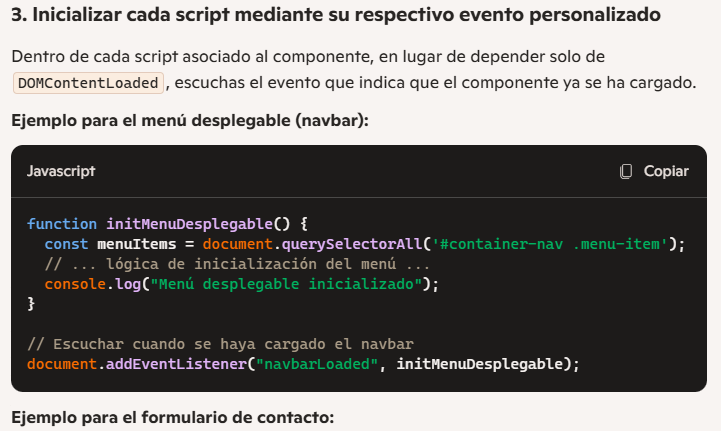 3. Inicializar cada script mediante su respectivo evento personalizado
Dentro de cada script asociado al componente, en lugar de depender solo de
DOMContentLoaded, escuchas el evento que indica que el componente ya se ha cargado.
Ejemplo para el menú desplegable (navbar):
Javascript
Copiar
function initMenuDesplegable() {
  const menuItems = document.querySelectorAll('#container-nav .menu-item');
  // ... lógica de inicialización del menú ...
  console.log("Menú desplegable inicializado");
}
// Escuchar cuando se haya cargado el navbar
document.addEventListener("navbarLoaded", initMenuDesplegable);
Ejemplo para el formulario de contacto: